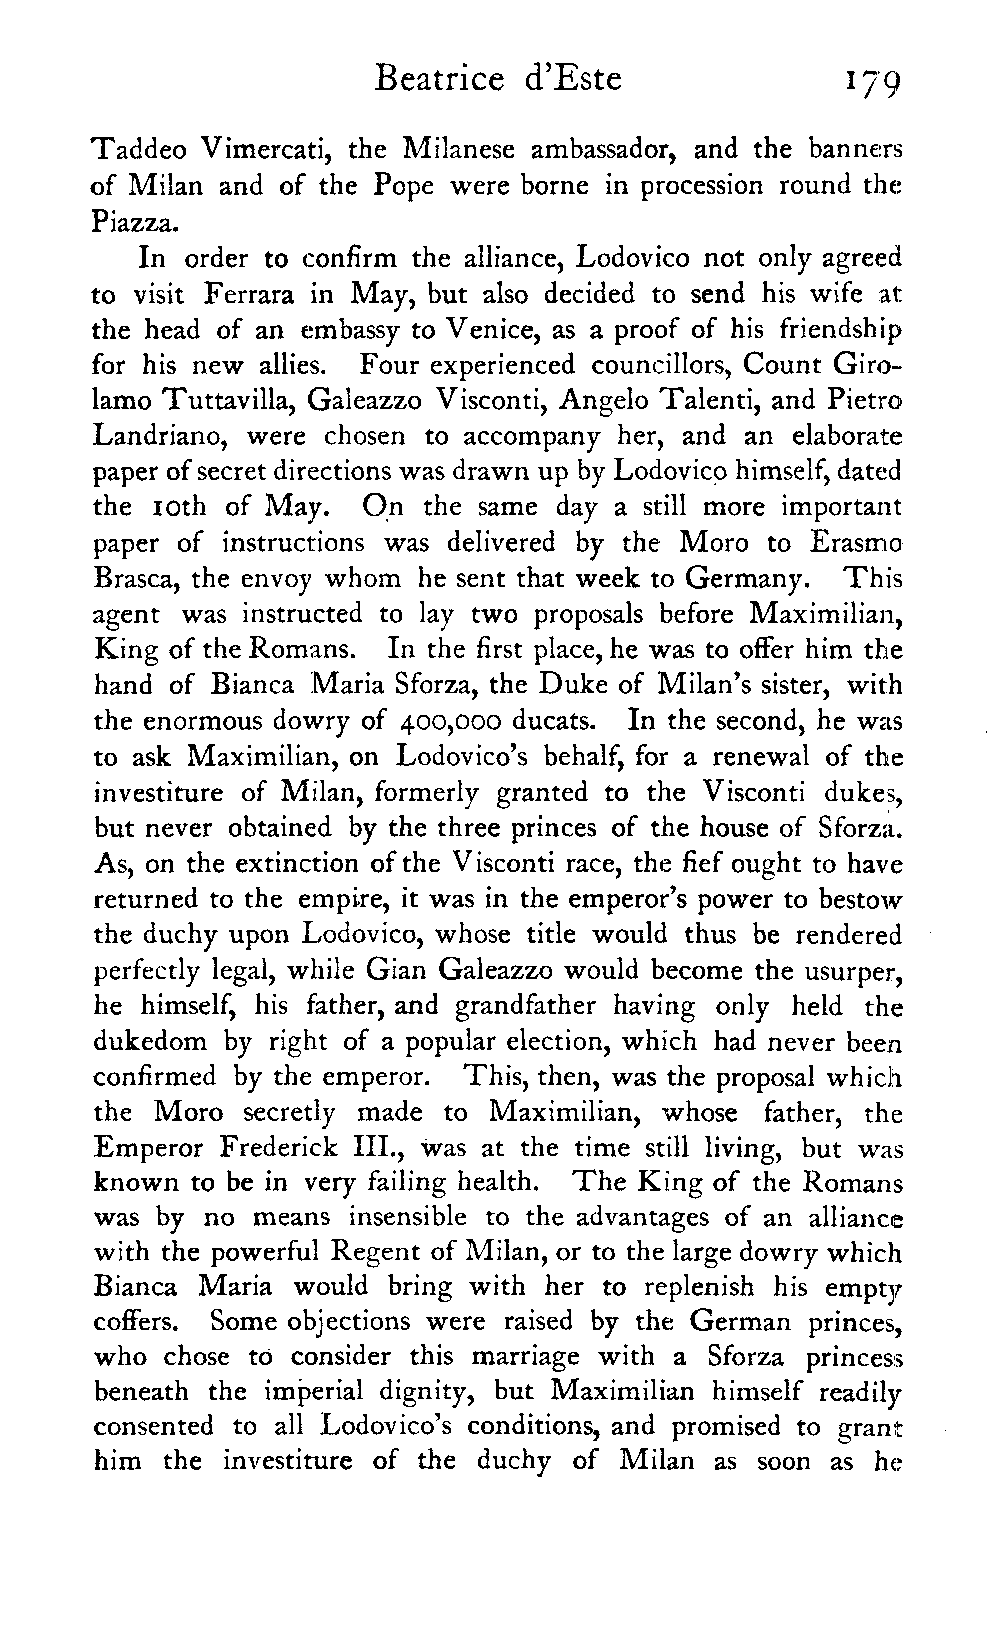 Beatrice d'Este 179
Taddeo Vimercati, the Milanese ambassador, and the banners
of Milan and of the Pope were borne in procession round the
Piazza.
In order to confirm the alliance, Lodovico not only agreed
to visit Ferrara in May, but also decided to send his wife at
the head of an embassy to Venice, as a proof of his friendship
for his new allies. Four experienced councillors, Count Giro-
lamo Tuttavilla, Galeazzo Visconti, Angelo Talenti, and Pietro
Landriano, were chosen to accompany her, and an elaborate
paper of secret directions was drawn up by Lodovico himself, dated
the 10th of May. On the same day a still more important
paper of instructions was delivered by the Moro to Erasmo
Brasca, the envoy whom he sent that week to Germany. This
agent was instructed to lay two proposals before Maximilian,
King of the Romans. In the first place, he was to offer him the
hand of Bianca Maria Sforza, the Duke of Milan's sister, with
the enormous dowry of 400,000 ducats. In the second, he was
to ask Maximilian, on Lodovico's behalf, for a renewal of the
investiture of Milan, formerly granted to the Visconti dukes,
but never obtained by the three princes of the house of Sforza.
As, on the extinction of the Visconti race, the fief ought to have
returned to the empire, it was in the emperor's power to bestow
the duchy upon Lodovico, whose title would thus be rendered
perfectly legal, while Gian Galeazzo would become the usurper,
he himself, his father, and grandfather having only held the
dukedom by right of a popular election, which had never been
confirmed by the emperor. This, then, was the proposal which
the Moro secretly made to Maximilian, whose father, the
Emperor Frederick III., was at the time still living, but was
known to be in very failing health. The King of the Romans
was by no means insensible to the advantages of an alliance
with the powerful Regent of Milan, or to the large dowry which
Bianca Maria would bring with her to replenish his empty
coffers. Some objections were raised by the German princes,
who chose to consider this marriage with a Sforza princess
beneath the imperial dignity, but Maximilian himself readily
consented to all Lodovico's conditions, and promised to grant
him the investiture of the duchy of Milan as soon as he